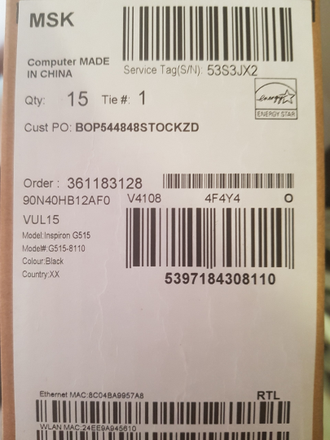 MSK
Computer MADE
IN CHINA
Service Tag(S/N): 53S3JX2
Qty: 15 Tie#: 1
ENERGY STAR
Cust PO: BOP544848STOCKZD
Order : 361183128
90N40HB12AF0 V4108 4F4Y4 O
VUL15
Model:Inspiron G515
Model#:G515-8110
Colour:Black
Country:XX
5397184308110
Ethernet MAC:8C04BA9957A8
RTL
WLAN MAC:24EE9A945610